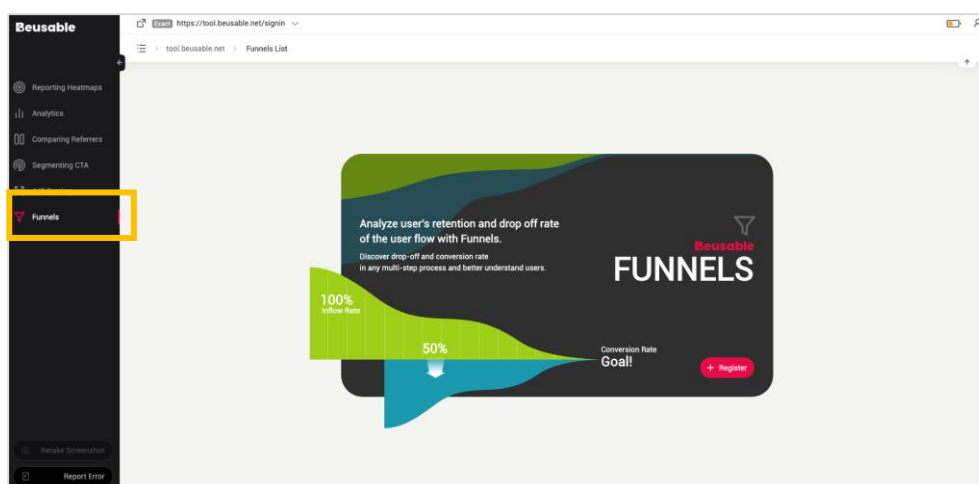 Beusable
Exact https://tool.beusable.net/signin
tool.beusable.net > Funnels List
Reporting Heatmaps
Analytics
Comparing Referrers
Segmenting CTA
Funnels
Retake Screenshot
Report Error
Analyze user's retention and drop off rate
of the user flow with Funnels.
Discover drop-off and conversion rate
in any multi-step process and better understand users.
Beusable
FUNNELS
100%
Inflow Rate
50%
Conversion Rate
Goal!
+ Register